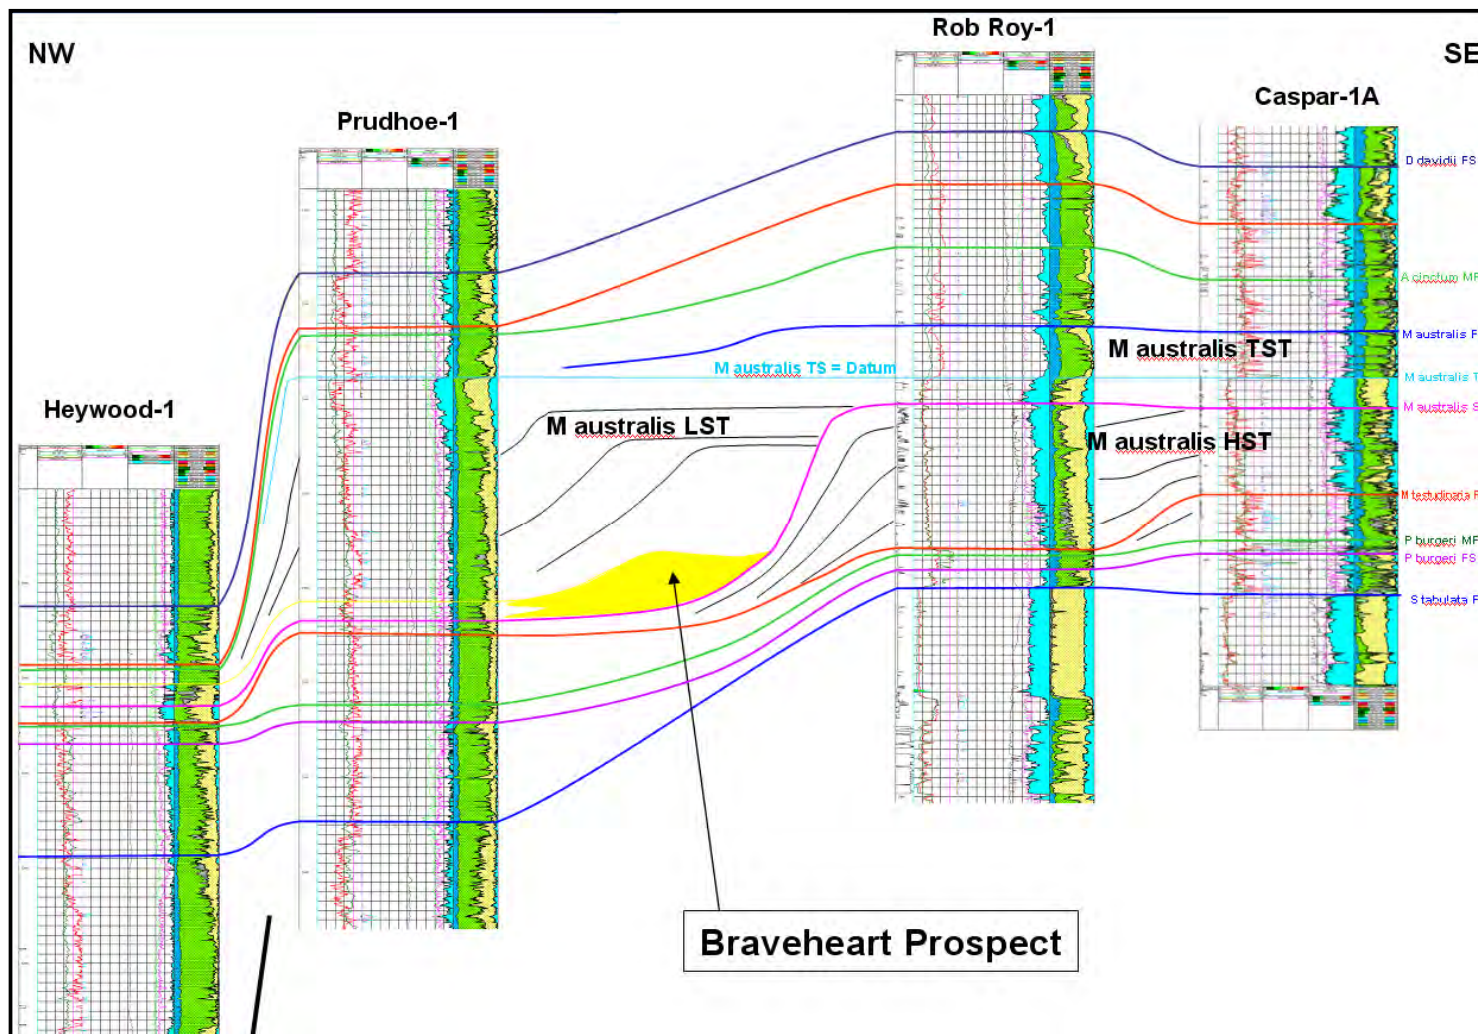 Rob Roy-1
NW
SE
Caspar-1A
Prudhoe-1
D davidii FS
A cinctum MF
M australis F
M australis TST
M australis TS = Datum
M australis T
Heywood-1
M australis S
M australis LST
M australis HST
M testudinaria F
P burgeri MF
P burgeri FS
S tabulata F
Braveheart Prospect